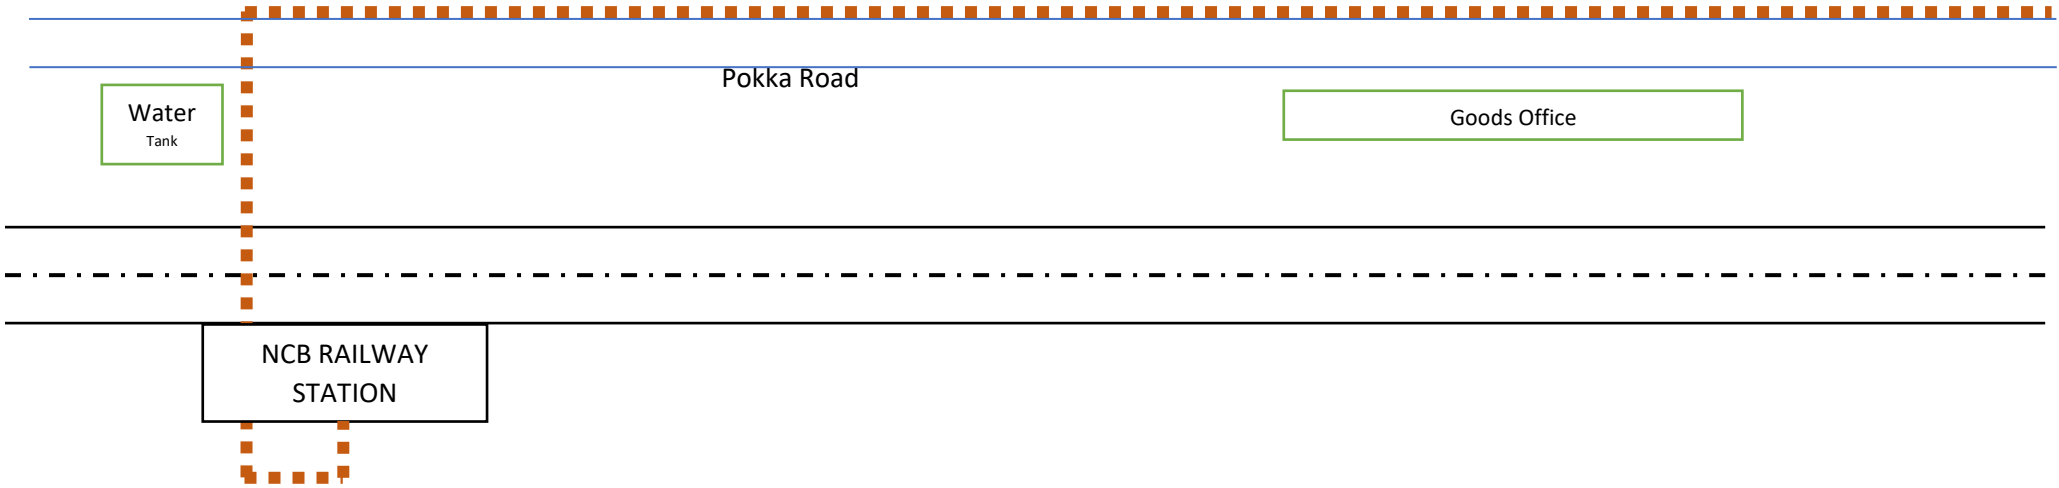 Pokka Road
Water
Tank
Goods Office
NCB RAILWAY
STATION